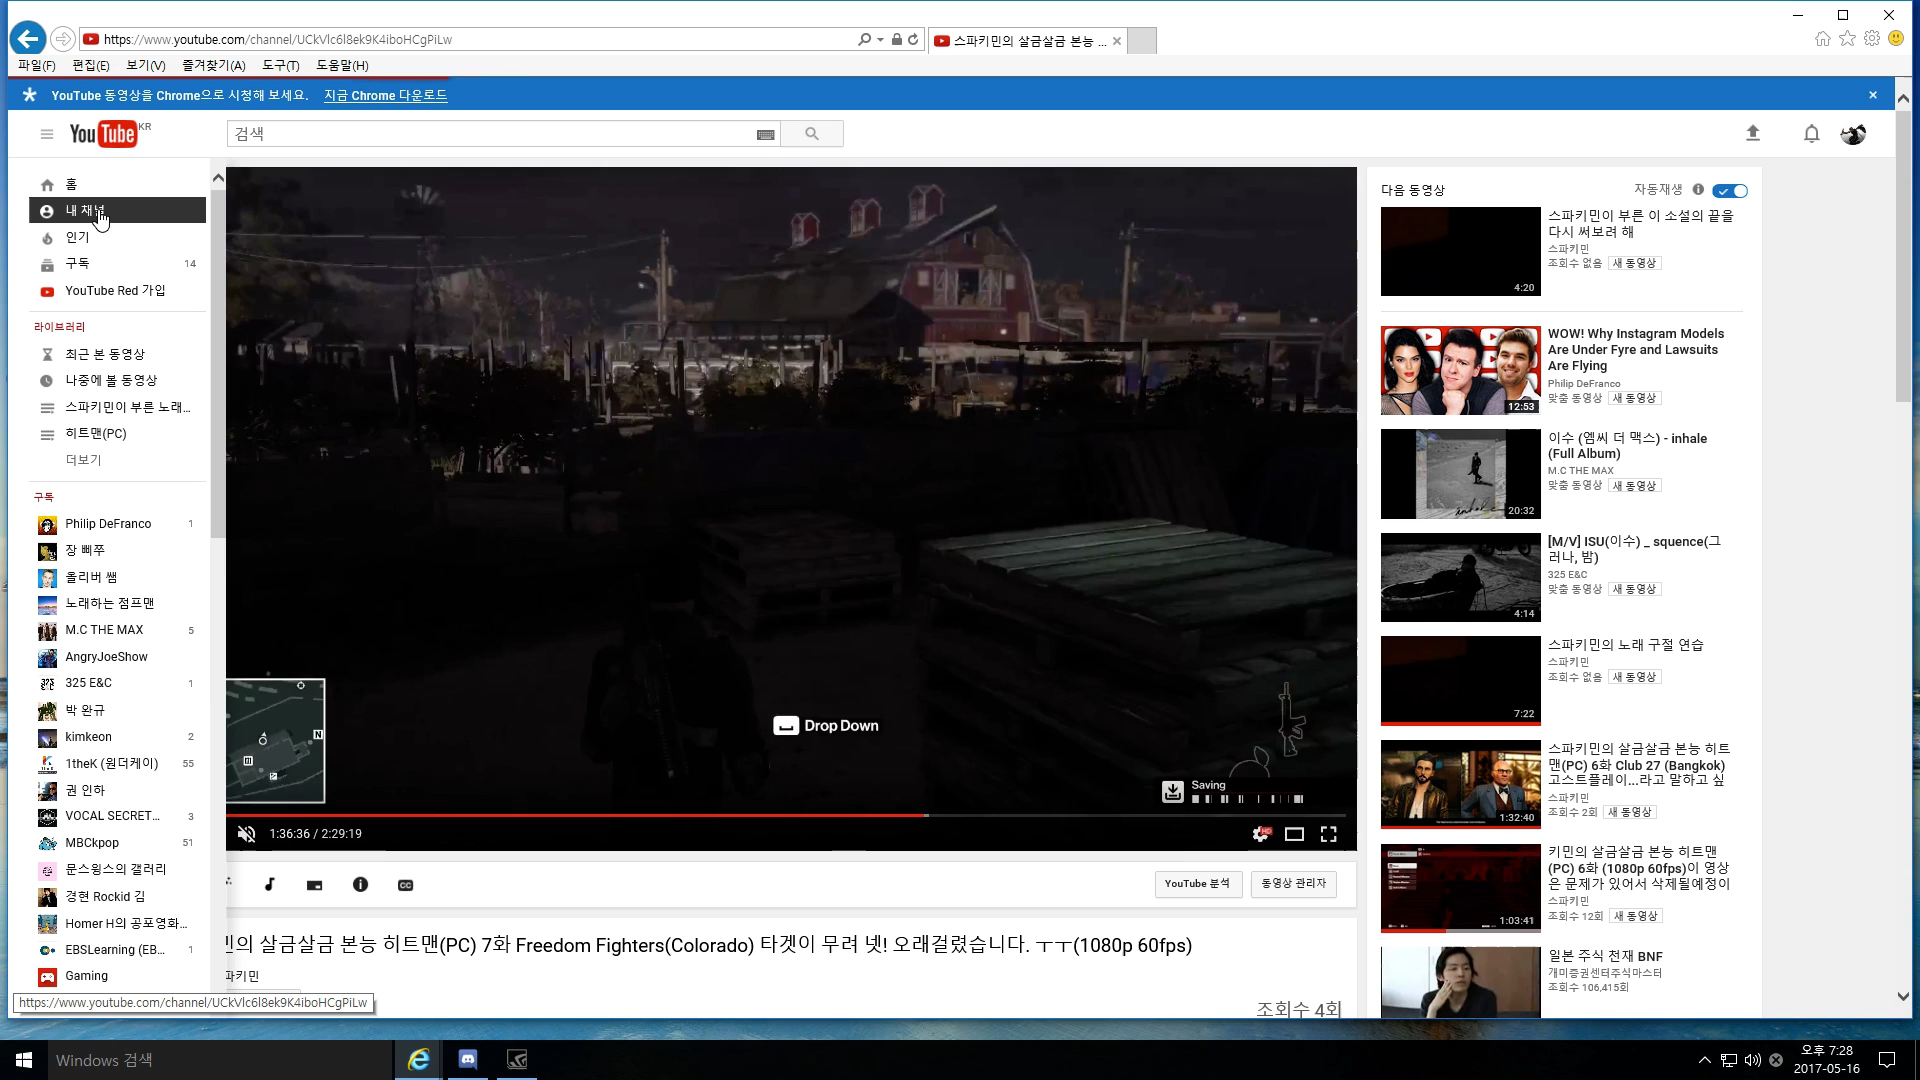 https://www.youtube.com/channel/UCkVlc6l8ek9K4iboHCgPiLw
스파키민의 살금살금 본능 ...
파일(F) 편집(E) 보기(V) 즐겨찾기(A) 도구(T) 도움말(H)
YouTube 동영상을 Chrome으로 시청해 보세요. 지금 Chrome 다운로드
YouTube KR
검색
홈
내 채널
인기
구독 14
YouTube Red 가입
라이브러리
최근 본 동영상
나중에 볼 동영상
스파키민이 부른 노래...
히트맨(PC)
더보기
구독
Philip DeFranco 1
장 삐쭈
올리버 쌤
노래하는 점프맨
M.C THE MAX 5
AngryJoeShow
325 E&C 1
박 완규
kimkeon 2
1theK (원더케이) 55
권 인하
VOCAL SECRET... 3
MBCkpop 51
문스윙스의 갤러리
경현 Rockid 김
Homer H의 공포영화...
EBSLearning (EB... 1
Gaming
https://www.youtube.com/channel/UCkVlc6l8ek9K4iboHCgPiLw
N
Drop Down
Saving
1:36:36 / 2:29:19
HD
CC
YouTube 분석
동영상 관리자
민의 살금살금 본능 히트맨(PC) 7화 Freedom Fighters(Colorado) 타겟이 무려 넷! 오래걸렸습니다. ㅜㅜ(1080p 60fps)
파키민
조회수 4회
다음 동영상
자동재생
스파키민이 부른 이 소설의 끝을
다시 써보려 해
스파키민
조회수 없음 새 동영상
4:20
WOW! Why Instagram Models
Are Under Fyre and Lawsuits
Are Flying
Philip DeFranco
맞춤 동영상 새 동영상
12:53
이수 (엠씨 더 맥스) - inhale
(Full Album)
M.C THE MAX
맞춤 동영상 새 동영상
20:32
[M/V] ISU(이수) _ squence(그
러나, 밤)
325 E&C
맞춤 동영상 새 동영상
4:14
스파키민의 노래 구절 연습
스파키민
조회수 없음 새 동영상
7:22
스파키민의 살금살금 본능 히트
맨(PC) 6화 Club 27 (Bangkok)
고스트플레이...라고 말하고 싶
스파키민
조회수 2회 새 동영상
1:32:40
키민의 살금살금 본능 히트맨
(PC) 6화 (1080p 60fps)이 영상
은 문제가 있어서 삭제될예정이
스파키민
조회수 12회 새 동영상
1:03:41
일본 주식 천재 BNF
개미증권센터주식마스터
조회수 106,415회
Windows 검색
오후 7:28
2017-05-16